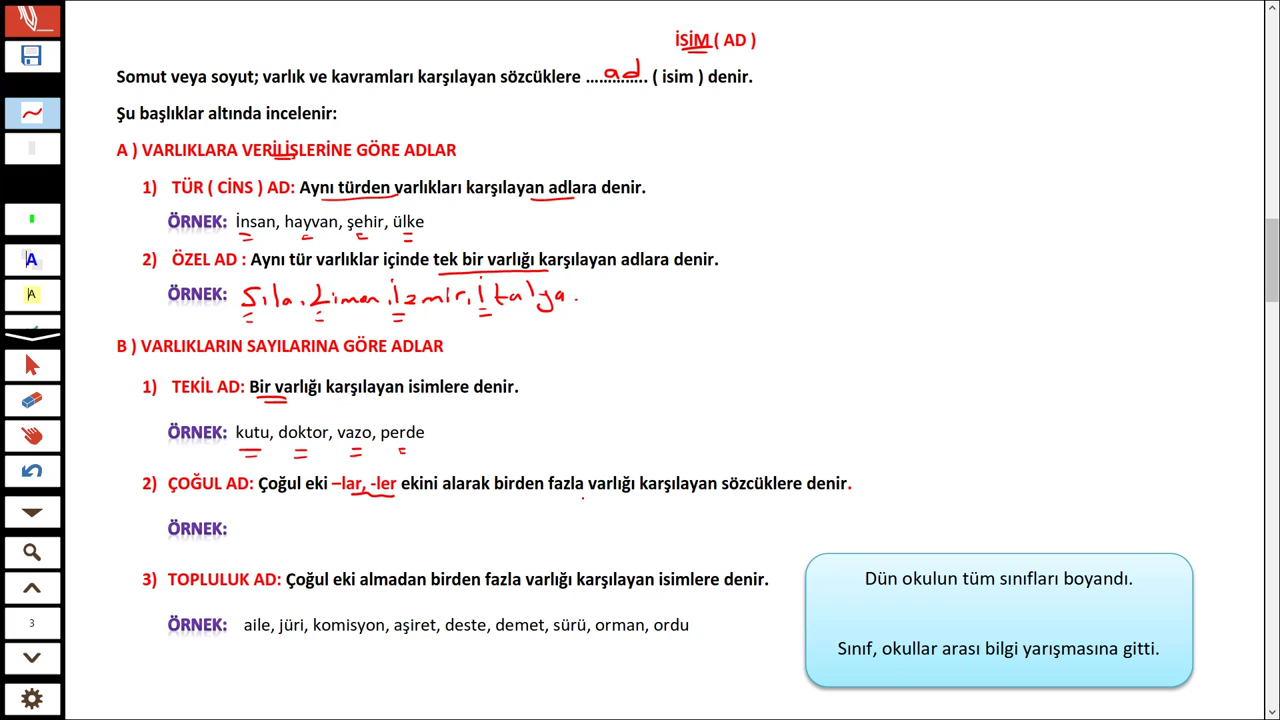 İSİM ( AD )
Somut veya soyut; varlık ve kavramları karşılayan sözcüklere ….ad…. ( isim ) denir.
Şu başlıklar altında incelenir:
A ) VARLIKLARA VERİLİŞLERİNE GÖRE ADLAR
1) TÜR ( CİNS ) AD: Aynı türden varlıkları karşılayan adlara denir.
ÖRNEK: İnsan, hayvan, şehir, ülke
2) ÖZEL AD : Aynı tür varlıklar içinde tek bir varlığı karşılayan adlara denir.
ÖRNEK: Sıla, Liman, İzmir, İtalya.
B ) VARLIKLARIN SAYILARINA GÖRE ADLAR
1) TEKİL AD: Bir varlığı karşılayan isimlere denir.
ÖRNEK: kutu, doktor, vazo, perde
2) ÇOĞUL AD: Çoğul eki –lar, -ler ekini alarak birden fazla varlığı karşılayan sözcüklere denir.
ÖRNEK:
3) TOPLULUK AD: Çoğul eki almadan birden fazla varlığı karşılayan isimlere denir.
ÖRNEK: aile, jüri, komisyon, aşiret, deste, demet, sürü, orman, ordu
Dün okulun tüm sınıfları boyandı.
Sınıf, okullar arası bilgi yarışmasına gitti.
A
A
3